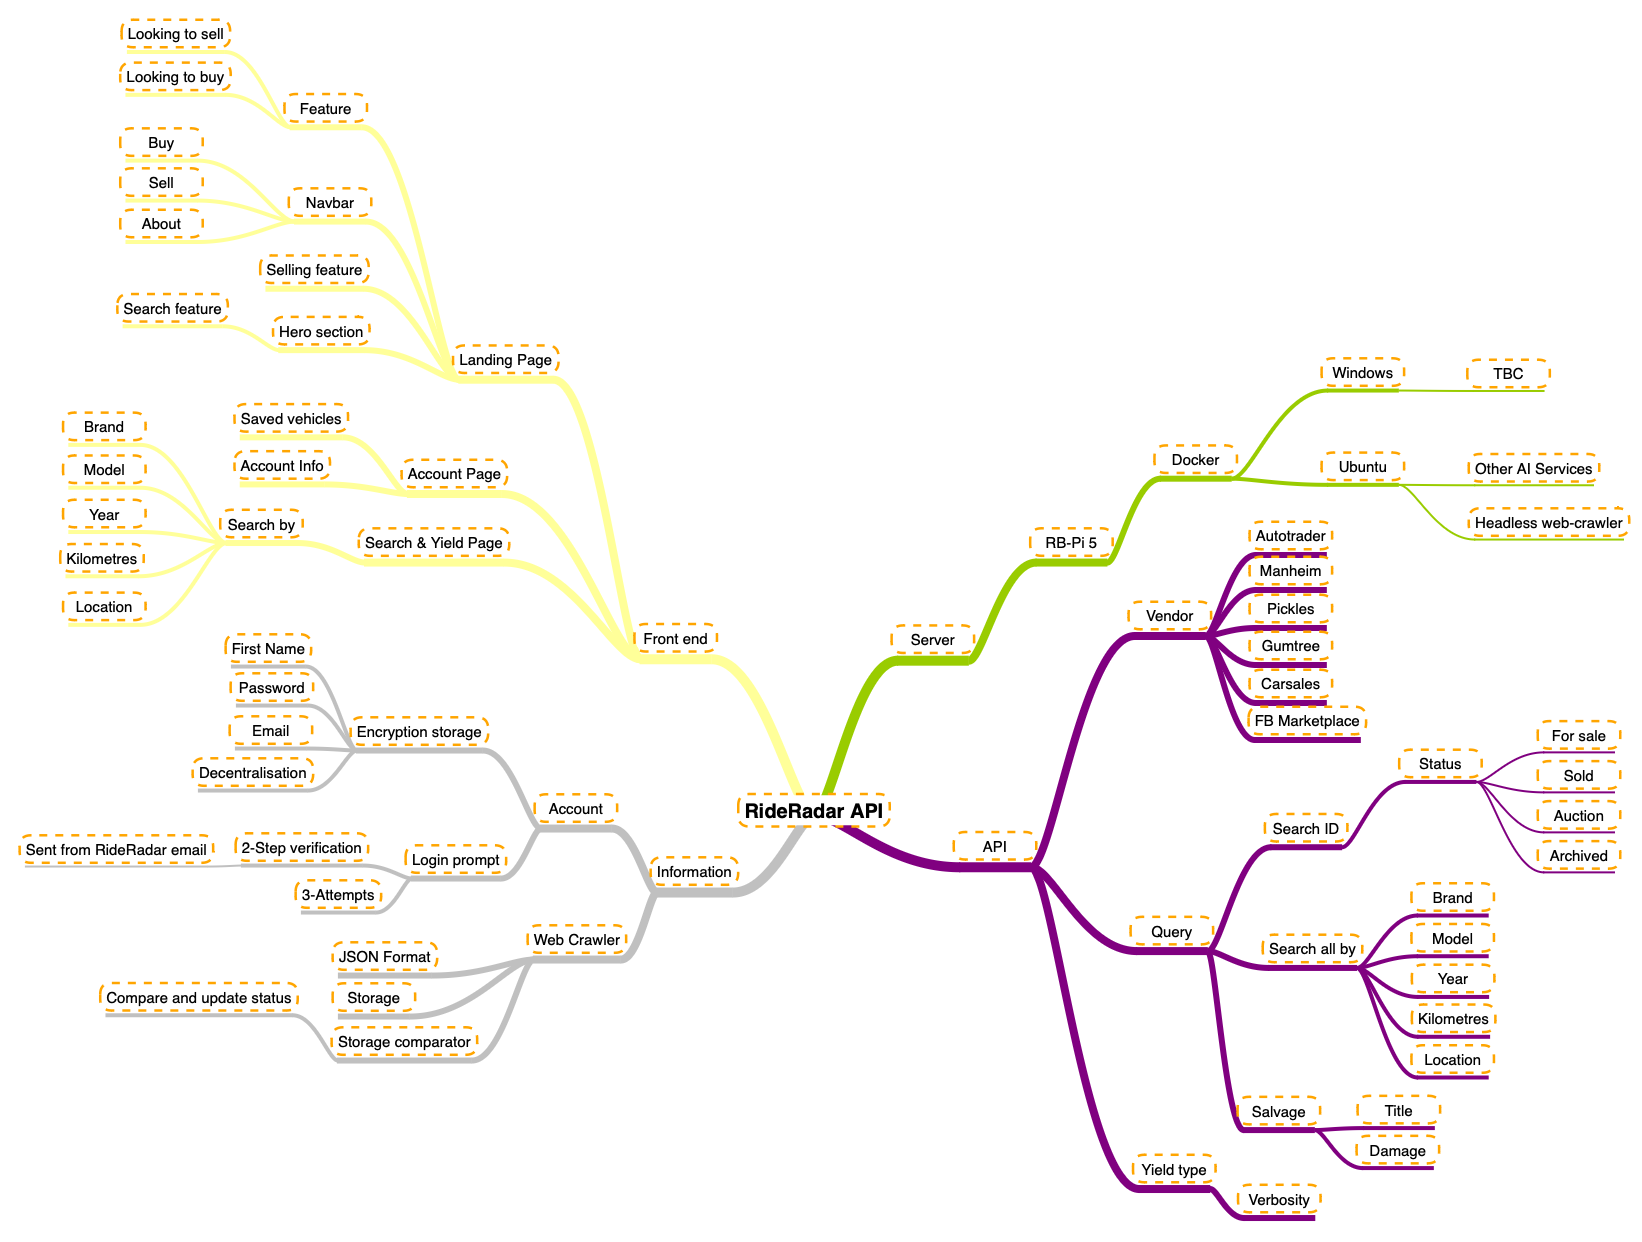 Looking to sell
Looking to buy
Feature
Buy
Sell
About
Navbar
Selling feature
Search feature
Hero section
Landing Page
Saved vehicles
Account Info
Account Page
Brand
Model
Year
Kilometres
Location
Search by
Search & Yield Page
Front end
First Name
Password
Email
Decentralisation
Encryption storage
Account
Sent from RideRadar email
2-Step verification
3-Attempts
Login prompt
Information
Web Crawler
JSON Format
Storage
Compare and update status
Storage comparator
RideRadar API
Server
RB-Pi 5
Docker
Windows
TBC
Ubuntu
Other AI Services
Headless web-crawler
API
Vendor
Autotrader
Manheim
Pickles
Gumtree
Carsales
FB Marketplace
Query
Search ID
Status
For sale
Sold
Auction
Archived
Search all by
Brand
Model
Year
Kilometres
Location
Salvage
Title
Damage
Yield type
Verbosity